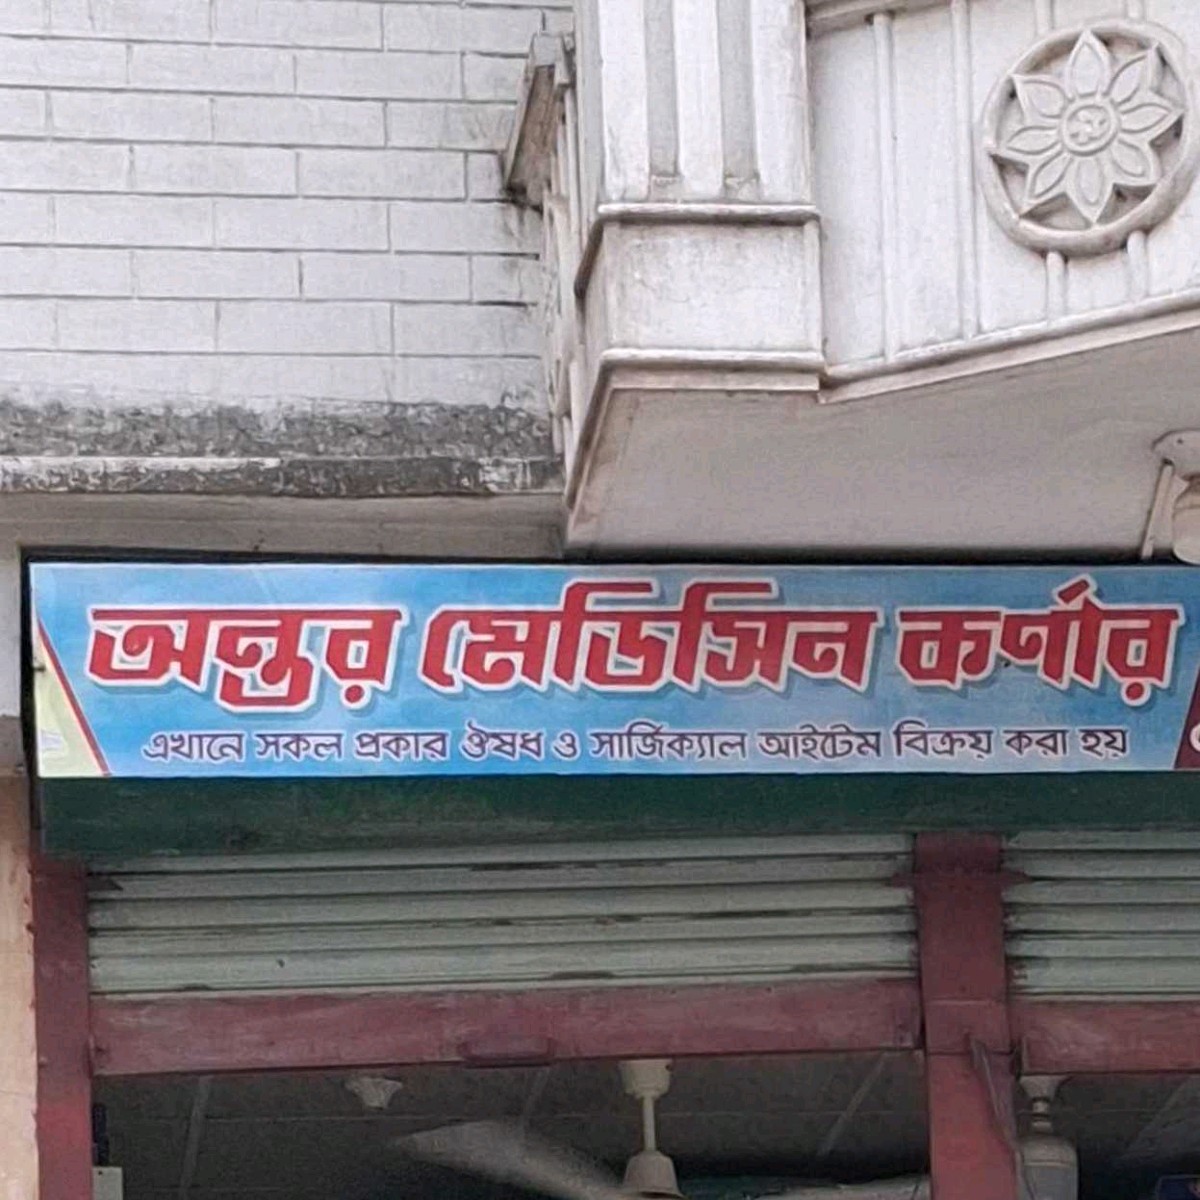 অন্তর মেডিসিন কর্ণার
এখানে সকল প্রকার ঔষধ ও সার্জিক্যাল আইটেম বিক্রয় করা হয়